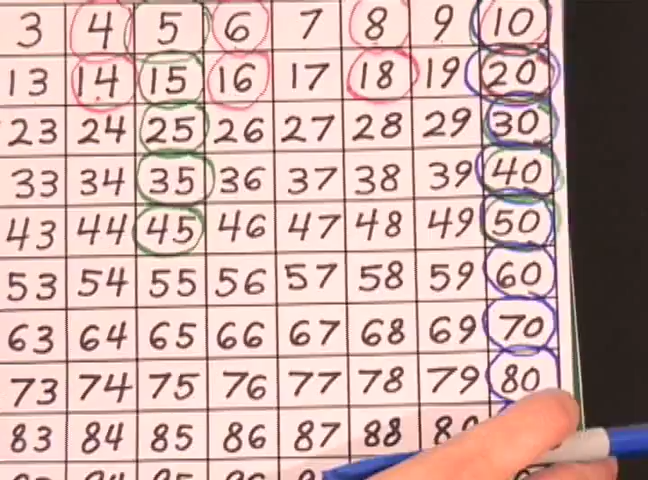 3 4 5 6 7 8 9 10
13 14 15 16 17 18 19 20
23 24 25 26 27 28 29 30
33 34 35 36 37 38 39 40
43 44 45 46 47 48 49 50
53 54 55 56 57 58 59 60
63 64 65 66 67 68 69 70
73 74 75 76 77 78 79 80
83 84 85 86 87 88